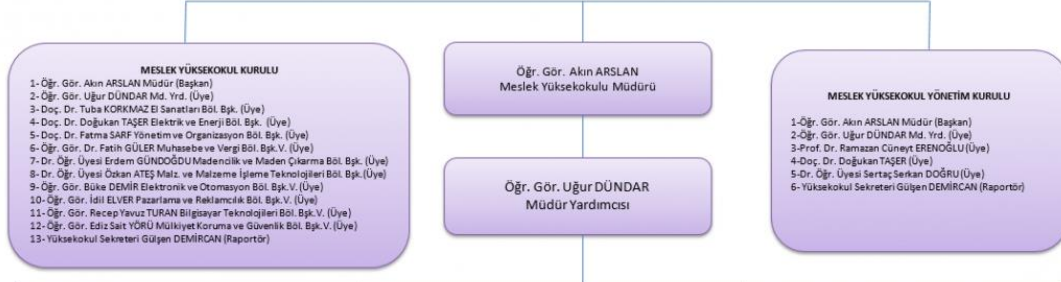 MESLEK YÜKSEKOKUL KURULU
1- Öğr. Gör. Akın ARSLAN Müdür (Başkan)
2- Öğr. Gör. Uğur DÜNDAR Md. Yrd. (Üye)
3- Doç. Dr. Tuba KORKMAZ El Sanatları Böl. Bşk. (Üye)
4- Doç. Dr. Doğukan TAŞER Elektrik ve Enerji Böl. Bşk. (Üye)
5- Doç. Dr. Fatma SARF Yönetim ve Organizasyon Böl. Bşk. (Üye)
6- Öğr. Gör. Dr. Fatih GÜLER Muhasebe ve Vergi Böl. Bşk.V. (Üye)
7- Dr. Öğr. Üyesi Erdem GÜNDOĞDU Madencilik ve Maden Çıkarma Böl. Bşk. (Üye)
8- Dr. Öğr. Üyesi Özkan ATEŞ Malz. ve Malzeme İşleme Teknolojileri Böl. Bşk.(Üye)
9- Öğr. Gör. Büke DEMİR Elektronik ve Otomasyon Böl. Bşk.V.(Üye)
10- Öğr. Gör. İdil ELVER Pazarlama ve Reklamcılık Böl. Bşk.V. (Üye)
11- Öğr. Gör. Recep Yavuz TURAN Bilgisayar Teknolojileri Böl. Bşk.V. (Üye)
12- Öğr. Gör. Ediz Sait YÖRÜ Mülkiyet Koruma ve Güvenlik Böl. Bşk.V. (Üye)
13- Yüksekokul Sekreteri Gülşen DEMİRCAN (Raportör)
Öğr. Gör. Akın ARSLAN
Meslek Yüksekokulu Müdürü
Öğr. Gör. Uğur DÜNDAR
Müdür Yardımcısı
MESLEK YÜKSEKOKUL YÖNETİM KURULU
1-Öğr. Gör. Akın ARSLAN Müdür (Başkan)
2-Öğr. Gör. Uğur DÜNDAR Md. Yrd. (Üye)
3-Prof. Dr. Ramazan Cüneyt ERENOĞLU (Üye)
4-Doç. Dr. Doğukan TAŞER (Üye)
5-Dr. Öğr. Üyesi Sertaç Serkan DOĞRU (Üye)
6- Yüksekokul Sekreteri Gülşen DEMİRCAN (Raportör)